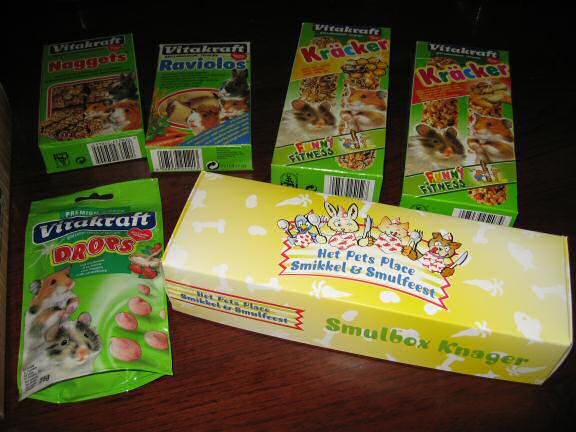 Vitakraft
Naggets
Vitakraft
Raviolos
Vitakraft
Kräcker
FUNNY
FITNESS
Vitakraft
Kräcker
FUNNY
FITNESS
PREMIUM
Vitakraft
DROPS
Het Pets Place
Smikkel & Smulfeest
Het Pets Place
Smikkel & Smulfeest
Smulbox Knager